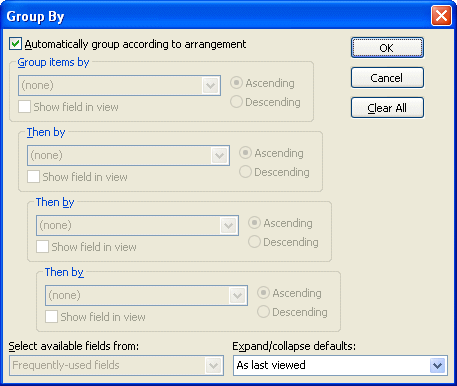 Group By
Automatically group according to arrangement
OK
Group items by
(none)
Ascending
Cancel
Show field in view
Descending
Clear All
Then by
(none)
Ascending
Show field in view
Descending
Then by
(none)
Ascending
Show field in view
Descending
Then by
(none)
Ascending
Show field in view
Descending
Select available fields from:
Expand/collapse defaults:
Frequently-used fields
As last viewed